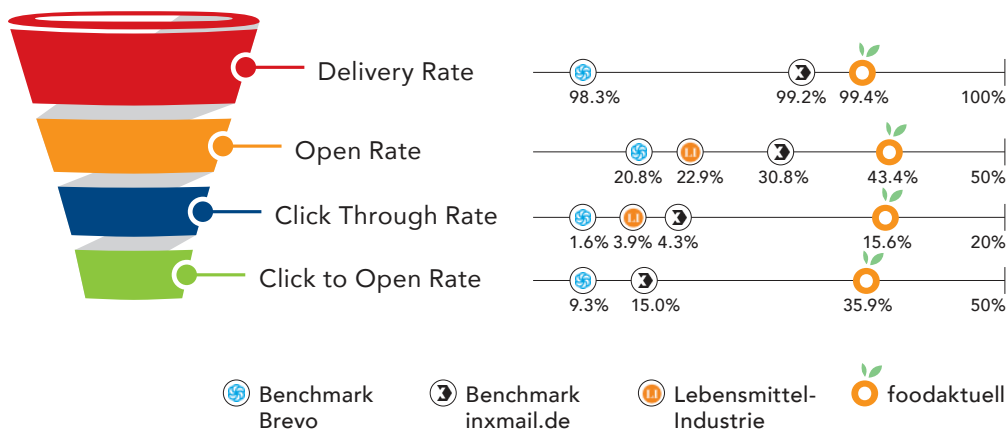 Delivery Rate
98.3% 99.2% 99.4% 100%
Open Rate
20.8% 22.9% 30.8% 43.4% 50%
Click Through Rate
1.6% 3.9% 4.3% 15.6% 20%
Click to Open Rate
9.3% 15.0% 35.9% 50%
Benchmark
Brevo
Benchmark
inxmail.de
LI
Lebensmittel-
Industrie
foodaktuell